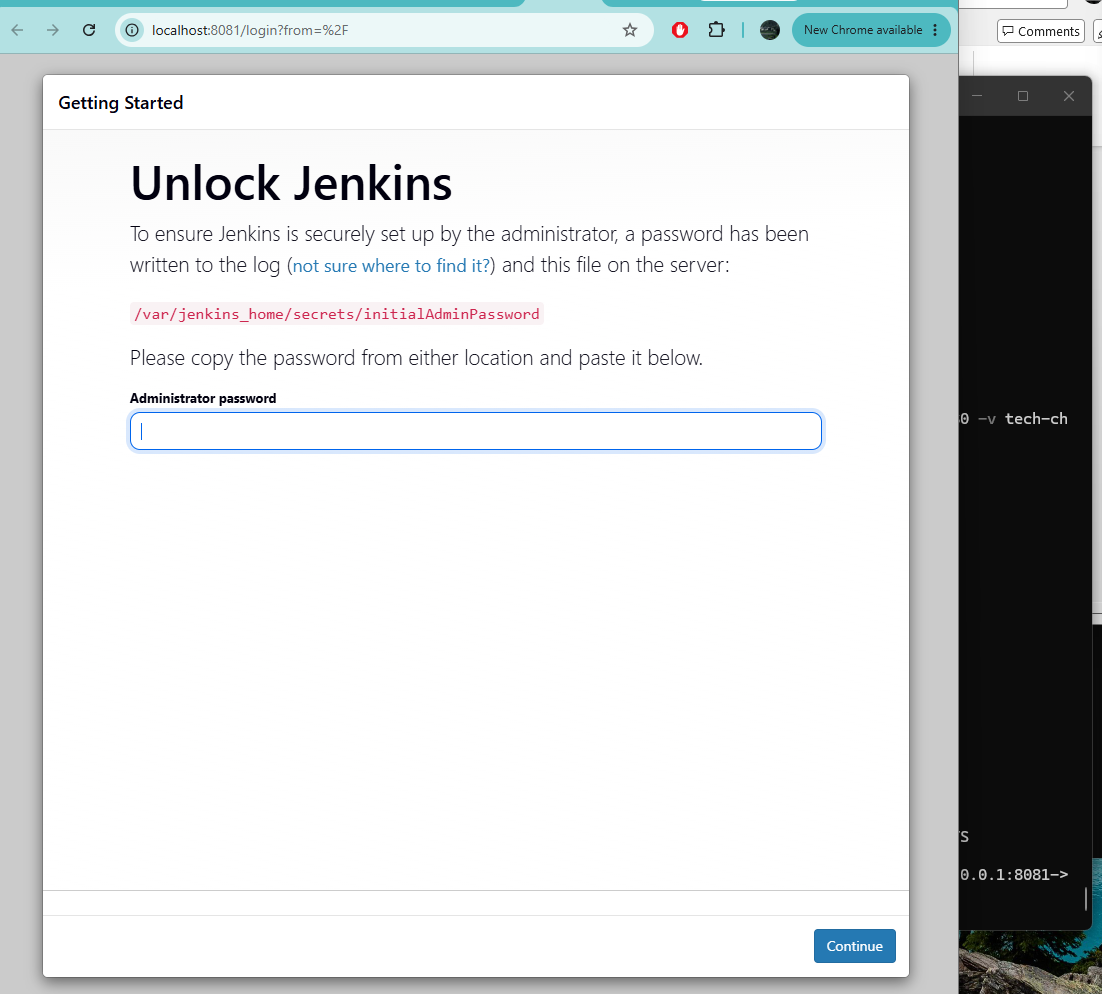 localhost:8081/login?from=%2F
New Chrome available
Comments
Getting Started
Unlock Jenkins
To ensure Jenkins is securely set up by the administrator, a password has been
written to the log (not sure where to find it?) and this file on the server:
/var/jenkins_home/secrets/initialAdminPassword
Please copy the password from either location and paste it below.
Administrator password
0 -v tech-ch
S
0.0.1:8081->
Continue